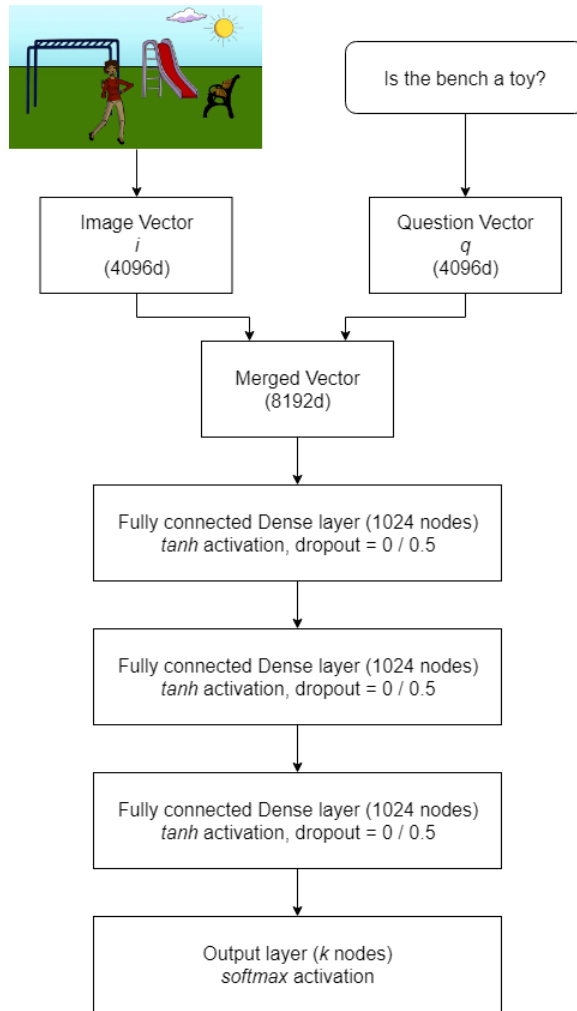 Is the bench a toy?
Image Vector
i
(4096d)
Question Vector
q
(4096d)
Merged Vector
(8192d)
Fully connected Dense layer (1024 nodes)
tanh activation, dropout = 0 / 0.5
Fully connected Dense layer (1024 nodes)
tanh activation, dropout = 0 / 0.5
Fully connected Dense layer (1024 nodes)
tanh activation, dropout = 0 / 0.5
Output layer (k nodes)
softmax activation